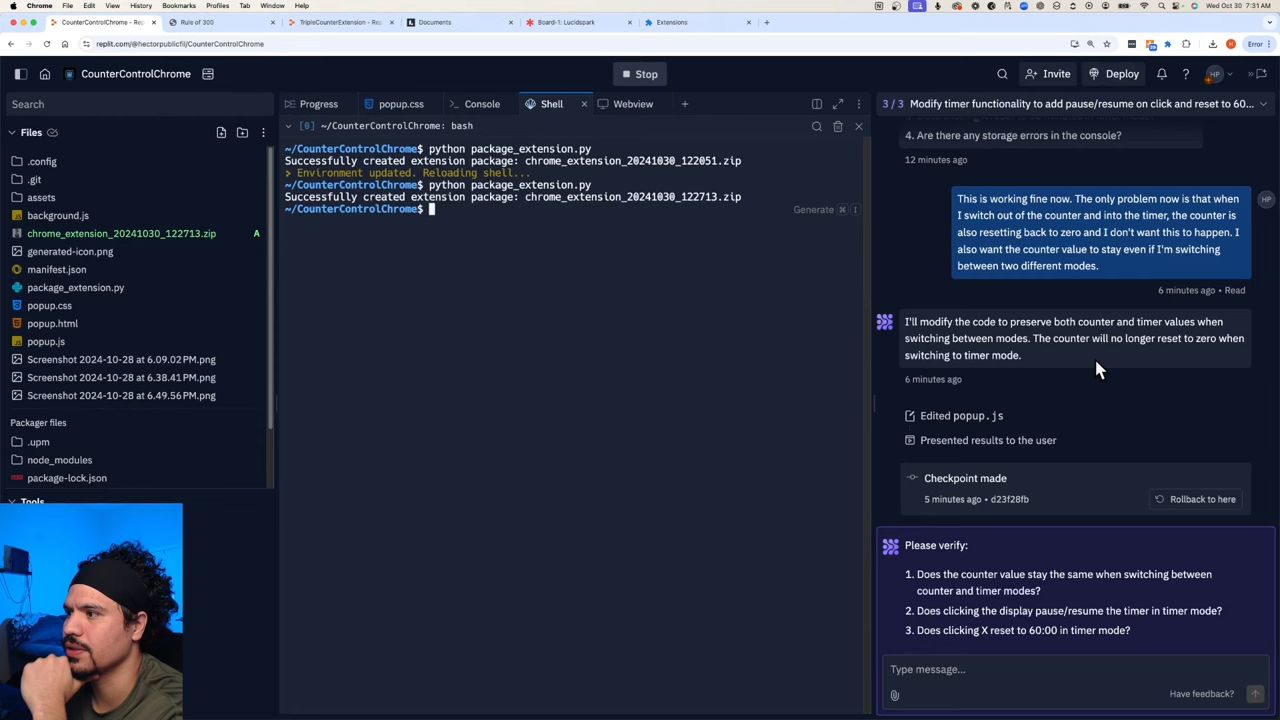 Chrome File Edit View History Bookmarks Profiles Tab Window Help
Wed Oct 30 7:31 AM
CounterControlChrome - Rep
Rule of 300
TripleCounterExtension - Rep
Documents
Board-1: Lucidspark
Extensions
replit.com/@hectorpublicfil/CounterControlChrome
Error
CounterControlChrome
Stop
Invite
Deploy
HP
Search
Progress
popup.css
Console
Shell
Webview
3 / 3 Modify timer functionality to add pause/resume on click and reset to 60...
Files
[0] ~/CounterControlChrome: bash
4. Are there any storage errors in the console?
12 minutes ago
.config
.git
assets
background.js
chrome_extension_20241030_122713.zip A
generated-icon.png
manifest.json
package_extension.py
popup.css
popup.html
popup.js
Screenshot 2024-10-28 at 6.09.02 PM.png
Screenshot 2024-10-28 at 6.38.41 PM.png
Screenshot 2024-10-28 at 6.49.56 PM.png
Packager files
.upm
node_modules
package-lock.json
Tools
~/CounterControlChrome$ python package_extension.py
Successfully created extension package: chrome_extension_20241030_122051.zip
> Environment updated. Reloading shell...
~/CounterControlChrome$ python package_extension.py
Successfully created extension package: chrome_extension_20241030_122713.zip
~/CounterControlChrome$
Generate ⌘ I
This is working fine now. The only problem now is that when
I switch out of the counter and into the timer, the counter is
also resetting back to zero and I don't want this to happen. I
also want the counter value to stay even if I'm switching
between two different modes.
HP
6 minutes ago • Read
I'll modify the code to preserve both counter and timer values when
switching between modes. The counter will no longer reset to zero when
switching to timer mode.
6 minutes ago
Edited popup.js
Presented results to the user
Checkpoint made
5 minutes ago • d23f28fb
Rollback to here
Please verify:
1. Does the counter value stay the same when switching between
counter and timer modes?
2. Does clicking the display pause/resume the timer in timer mode?
3. Does clicking X reset to 60:00 in timer mode?
Type message...
Have feedback?